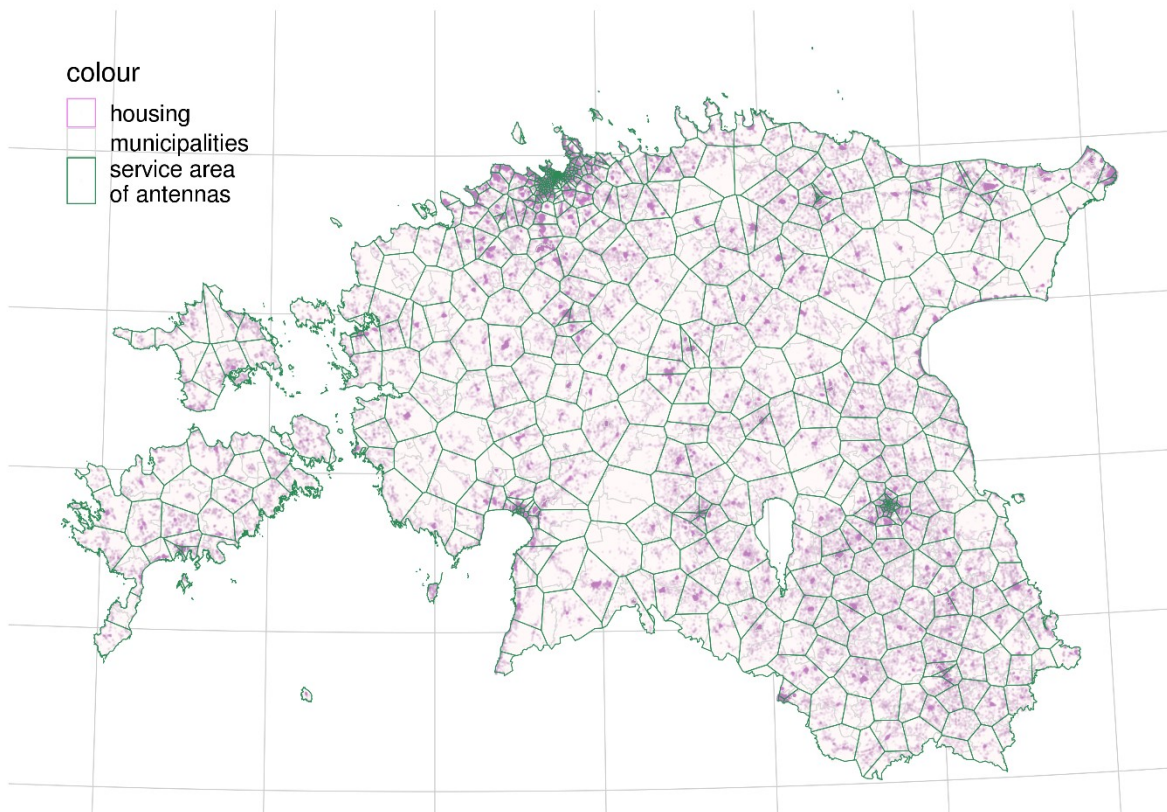 colour
housing
municipalities
service area
of antennas